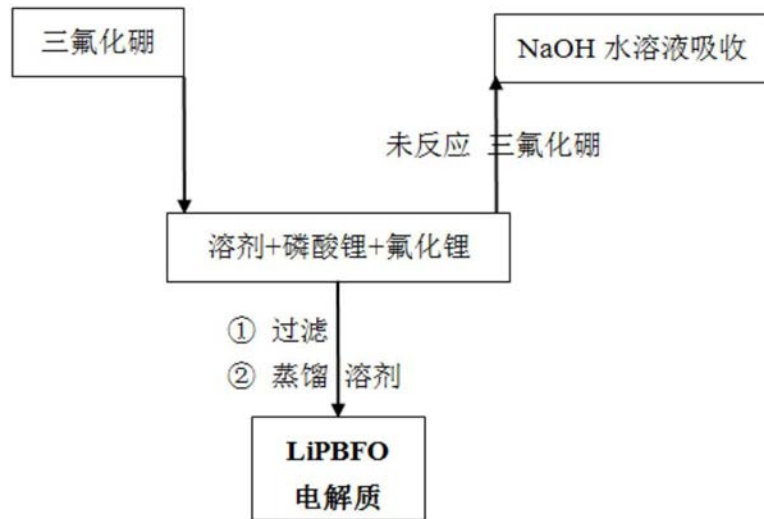 三氟化硼
NaOH 水溶液吸收
未反应 三氟化硼
溶剂+磷酸锂+氟化锂
① 过滤
② 蒸馏 溶剂
LiPBFO
电解质